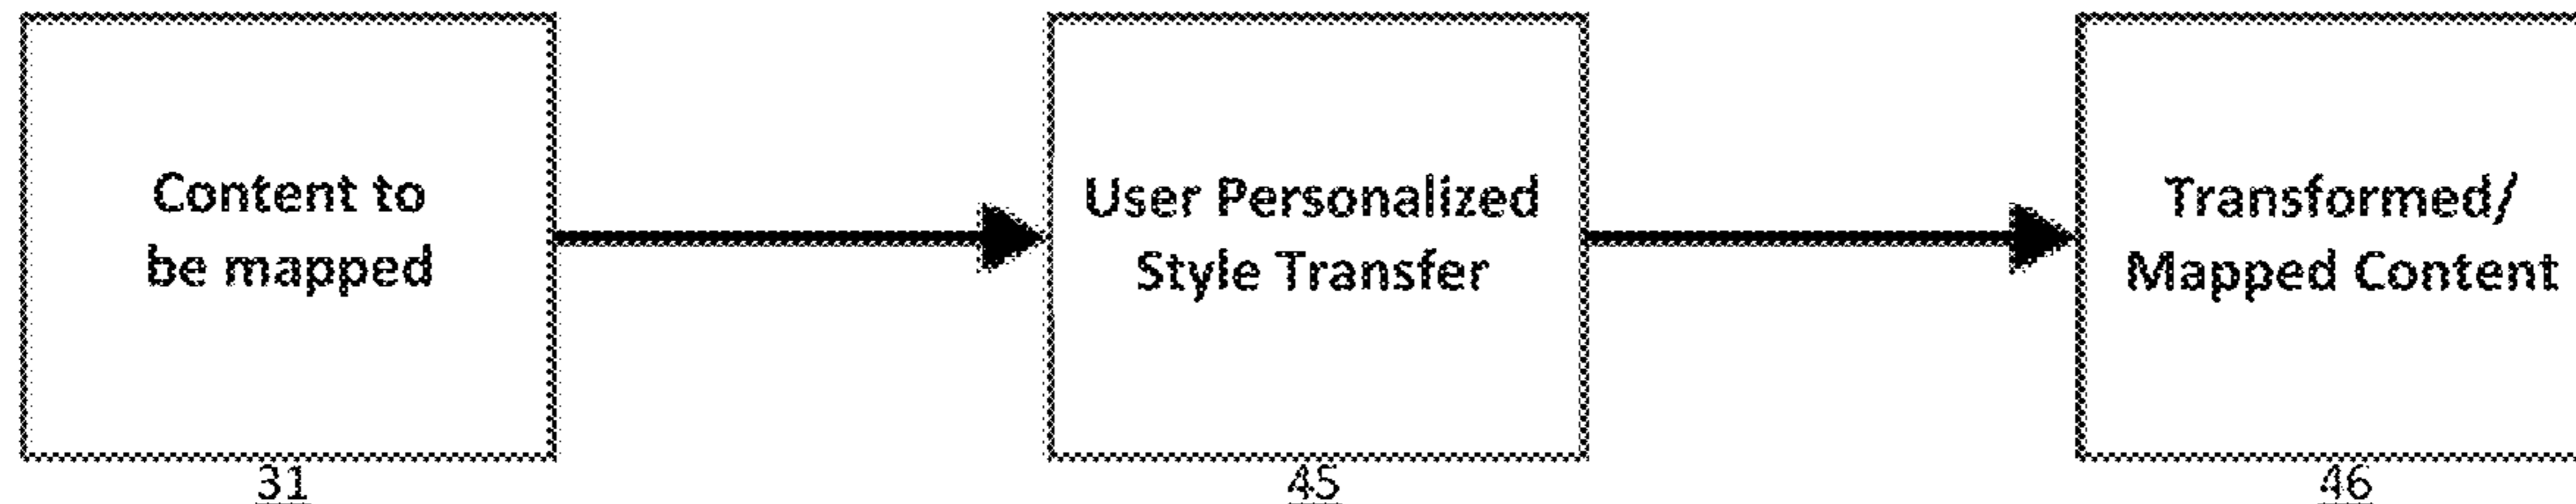 Content to
be mapped
User Personalized
Style Transfer
Transformed/
Mapped Content
31
45
46